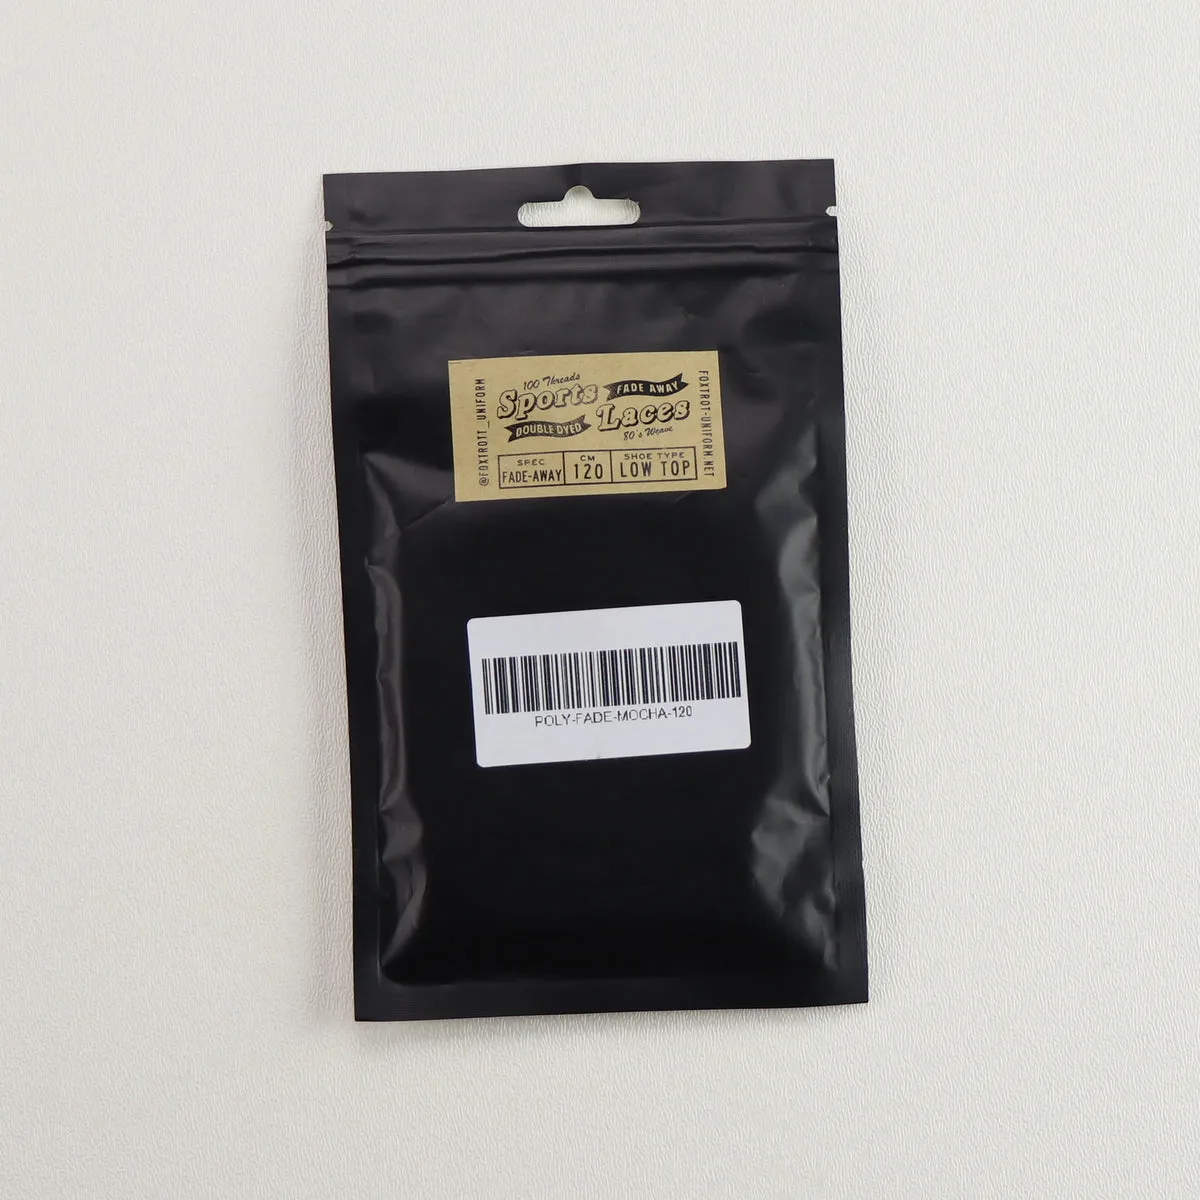 @FOXTROTT_UNIFORM
100 Threads
Sports
FADE AWAY
DOUBLE DYED
Laces
80's Weave
SPEC
FADE-AWAY
CM
120
SHOE TYPE
LOW TOP
FOXTROT-UNIFORM.NET
POLY-FADE-MOCHA-120